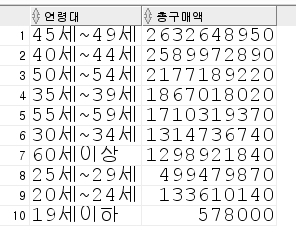 연령대 총구매액
1 45세~49세 2632648950
2 40세~44세 2589972890
3 50세~54세 2177189220
4 35세~39세 1867018020
5 55세~59세 1710319370
6 30세~34세 1314736740
7 60세이상 1298921840
8 25세~29세 499479870
9 20세~24세 133610140
10 19세이하 578000